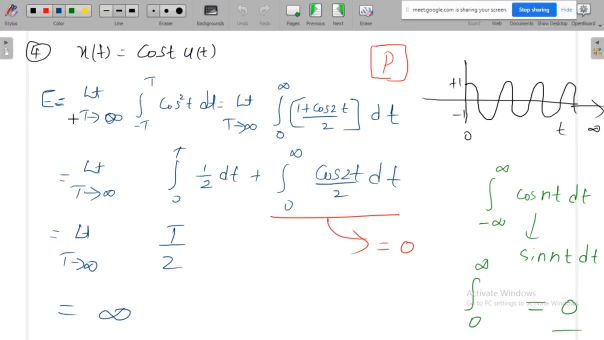 meet.google.com is sharing your screen.
Stop sharing
Hide
Select
Line
Eraser
Backgrounds
Undo
Redo
Pages
Previous
Next
Erase
Board
Web
Documents
Show Desktop
Openboard
④ x(t) = Cost u(t)
P
E = Lt T→∞ ∫_{-T}^{T} Cos²t dt = Lt T→∞ ∫_0^∞ [(1+Cos2t)/2] dt
+1
-1
0
t
∞
= Lt T→∞ ∫_0^T 1/2 dt + ∫_0^∞ Cos2t/2 dt
= 0
= Lt T→∞ T/2
= ∞
∫_{-∞}^{∞} cosnt dt
↓
sinnt dt
∫_0^∞ = 0
Activate Windows
Go to PC settings to activate Windows.